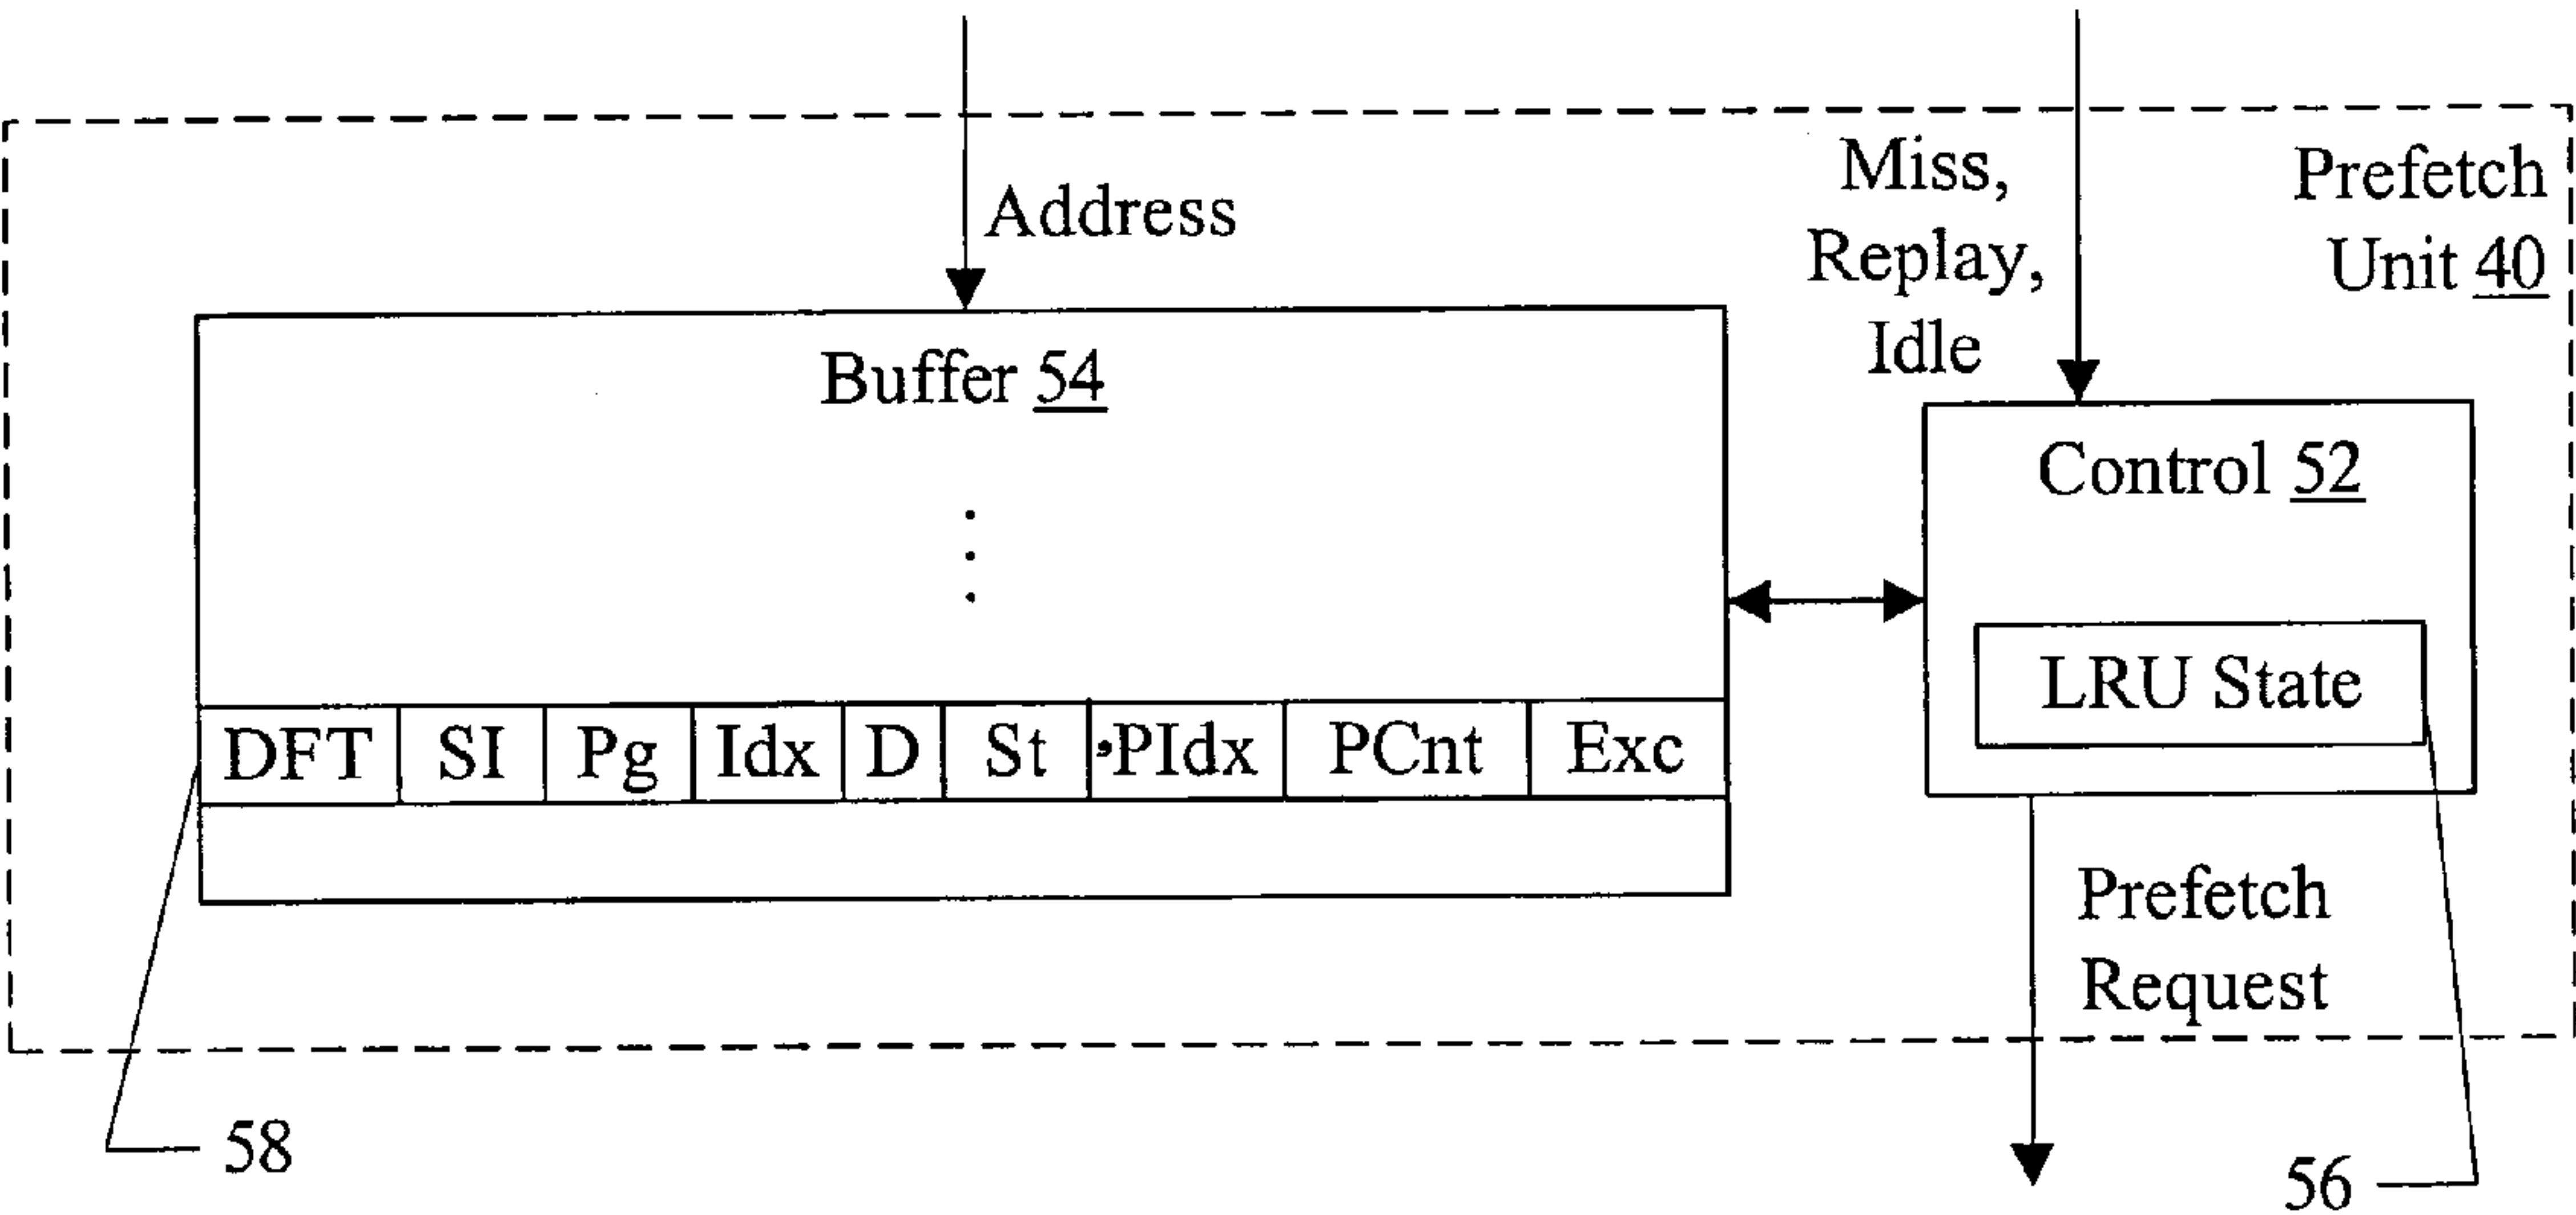 Address
Miss,
Replay,
Idle
Prefetch
Unit 40
Buffer 54
Control 52
LRU State
DFT SI Pg Idx D St PIdx PCnt Exc
Prefetch
Request
58
56